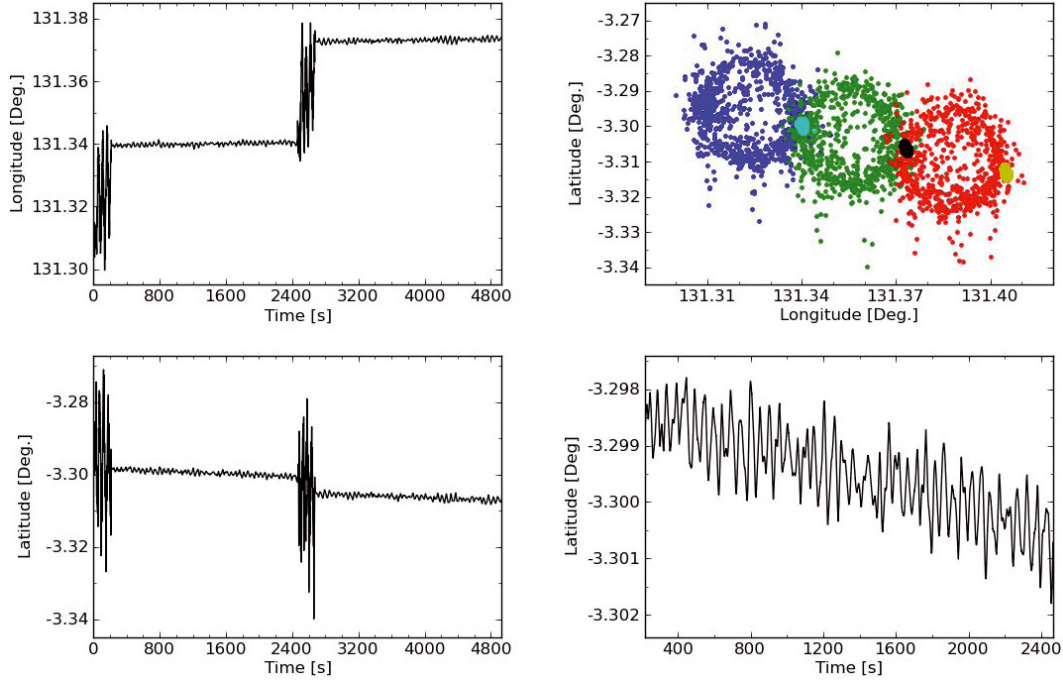 131.38
131.36
131.34
131.32
131.30
Longitude [Deg.]
0 800 1600 2400 3200 4000 4800
Time [s]
-3.27
-3.28
-3.29
-3.30
-3.31
-3.32
-3.33
-3.34
Latitude [Deg.]
131.31 131.34 131.37 131.40
Longitude [Deg.]
-3.28
-3.30
-3.32
-3.34
Latitude [Deg.]
0 800 1600 2400 3200 4000 4800
Time [s]
-3.298
-3.299
-3.300
-3.301
-3.302
Latitude [Deg]
400 800 1200 1600 2000 2400
Time [s]